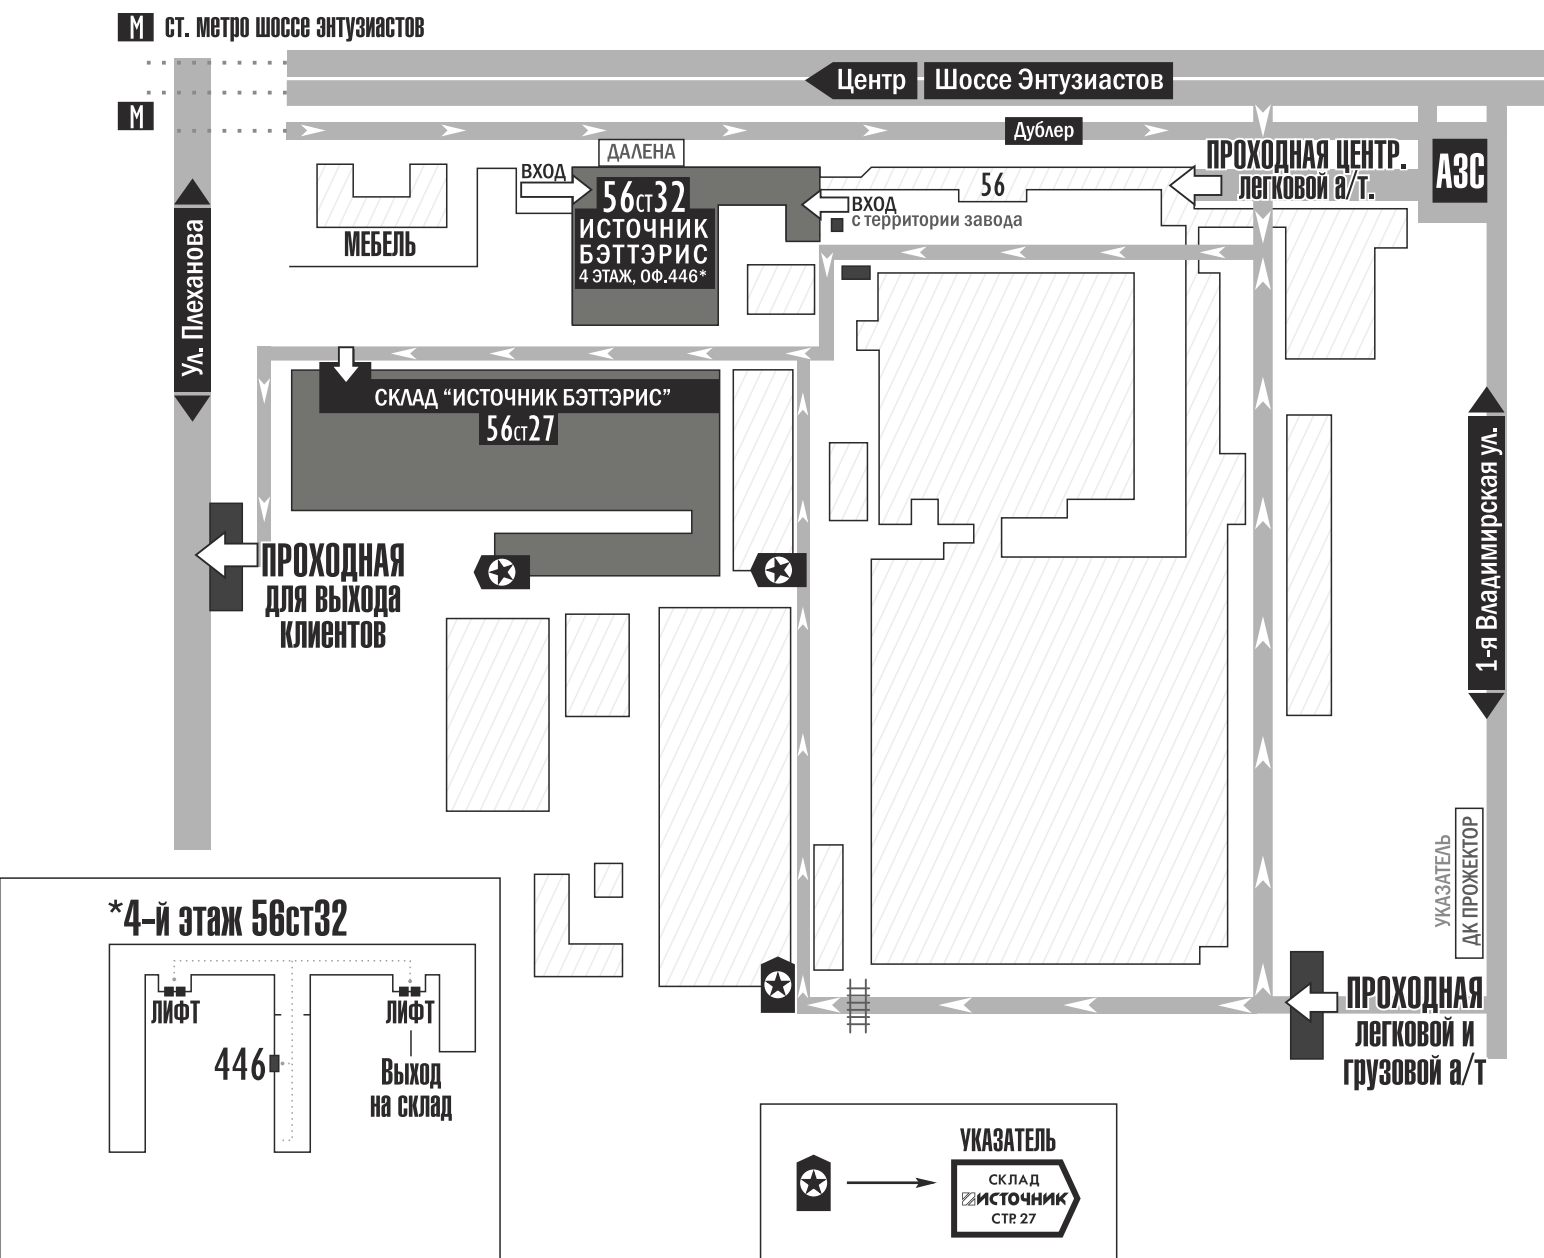 М ст. метро шоссе энтузиастов
Центр
Шоссе Энтузиастов
М
Дублер
ДАЛЕНА
ПРОХОДНАЯ ЦЕНТР.
легковой а/т.
АЗС
ВХОД
56ст32
ИСТОЧНИК
БЭТТЭРИС
4 ЭТАЖ, ОФ.446*
56
ВХОД
с территории завода
МЕБЕЛЬ
Ул. Плеханова
СКЛАД “ИСТОЧНИК БЭТТЭРИС”
56ст27
1-я Владимирская ул.
ПРОХОДНАЯ
для выхода
клиентов
УКАЗАТЕЛЬ
ДК ПРОЖЕКТОР
*4-й этаж 56ст32
ЛИФТ
ЛИФТ
446
Выход
на склад
ПРОХОДНАЯ
легковой и
грузовой а/т
УКАЗАТЕЛЬ
СКЛАД
ИСТОЧНИК
СТР. 27